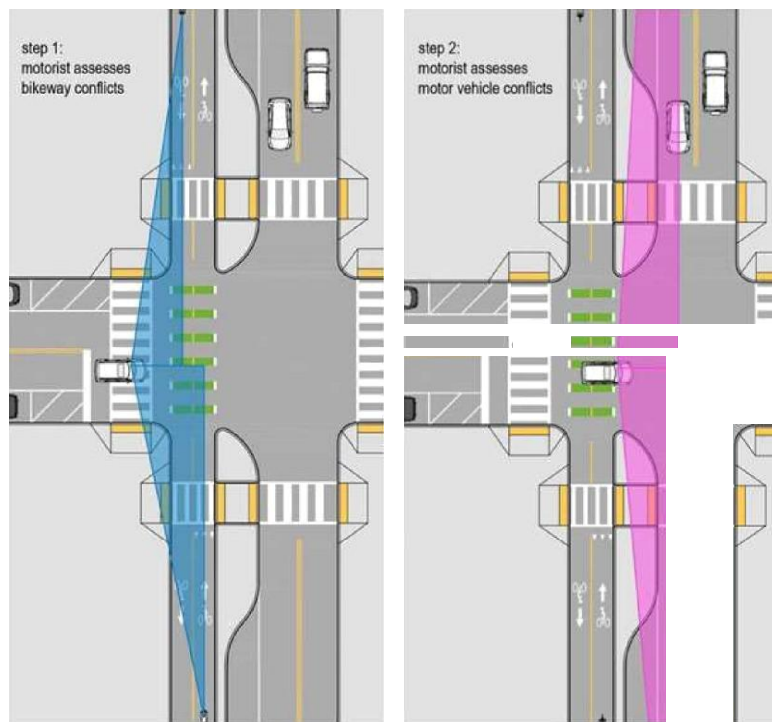 step 1:
motorist assesses
bikeway conflicts
step 2:
motorist assesses
motor vehicle conflicts